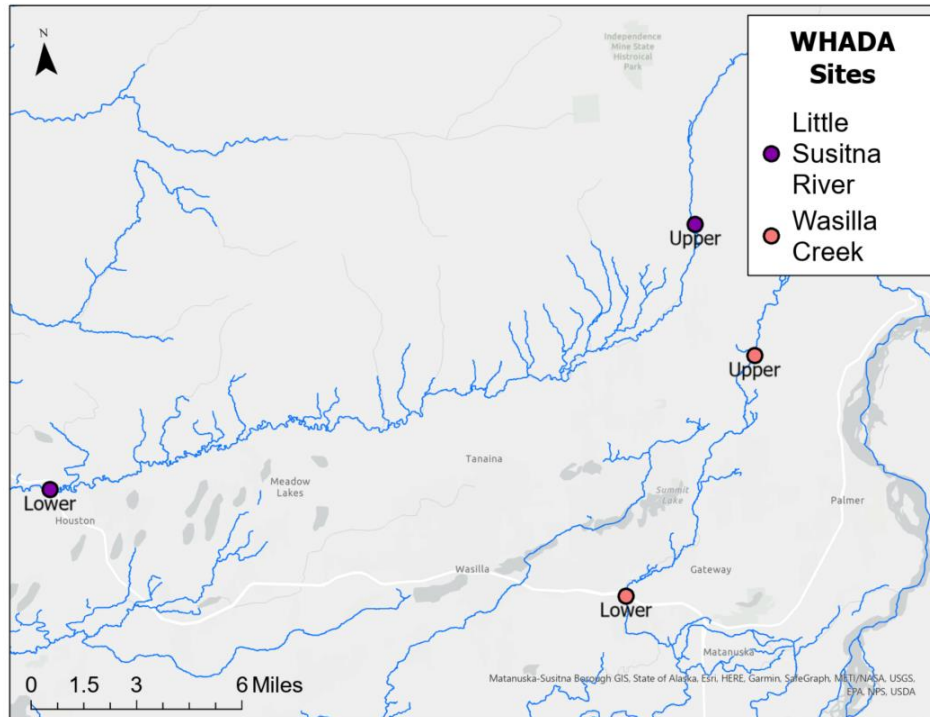 N
Independence
Mine State
Histroical
Park
WHADA
Sites
Little
Susitna
River
Wasilla
Creek
Upper
Upper
Tanaina
Meadow
Lakes
Summit
Lake
Palmer
Lower
Houston
Wasilla
Gateway
Lower
Matanuska
0 1.5 3 6 Miles
Matanuska-Susitna Borough GIS, State of Alaska, Esri, HERE, Garmin, SafeGraph, METI/NASA, USGS,
EPA, NPS, USDA